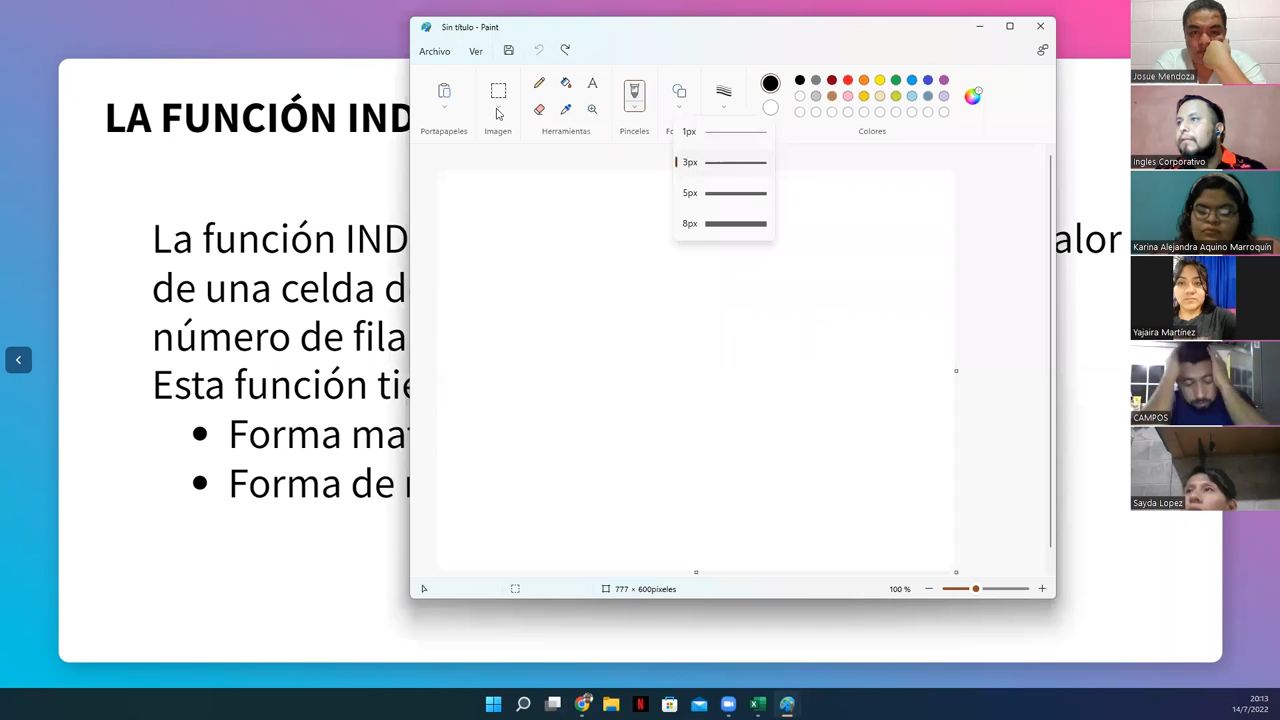 Sin título - Paint
Archivo
Ver
Portapapeles
Imagen
Herramientas
Pinceles
Colores
1px
3px
5px
8px
LA FUNCIÓN IND
La función IND
alor
de una celda d
número de fila
Esta función tie
• Forma mat
• Forma de
777 × 600píxeles
100 %
Josue Mendoza
Ingles Corporativo
Karina Alejandra Aquino Marroquín
Yajaira Martínez
CAMPOS
Sayda Lopez
20:13
14/7/2022